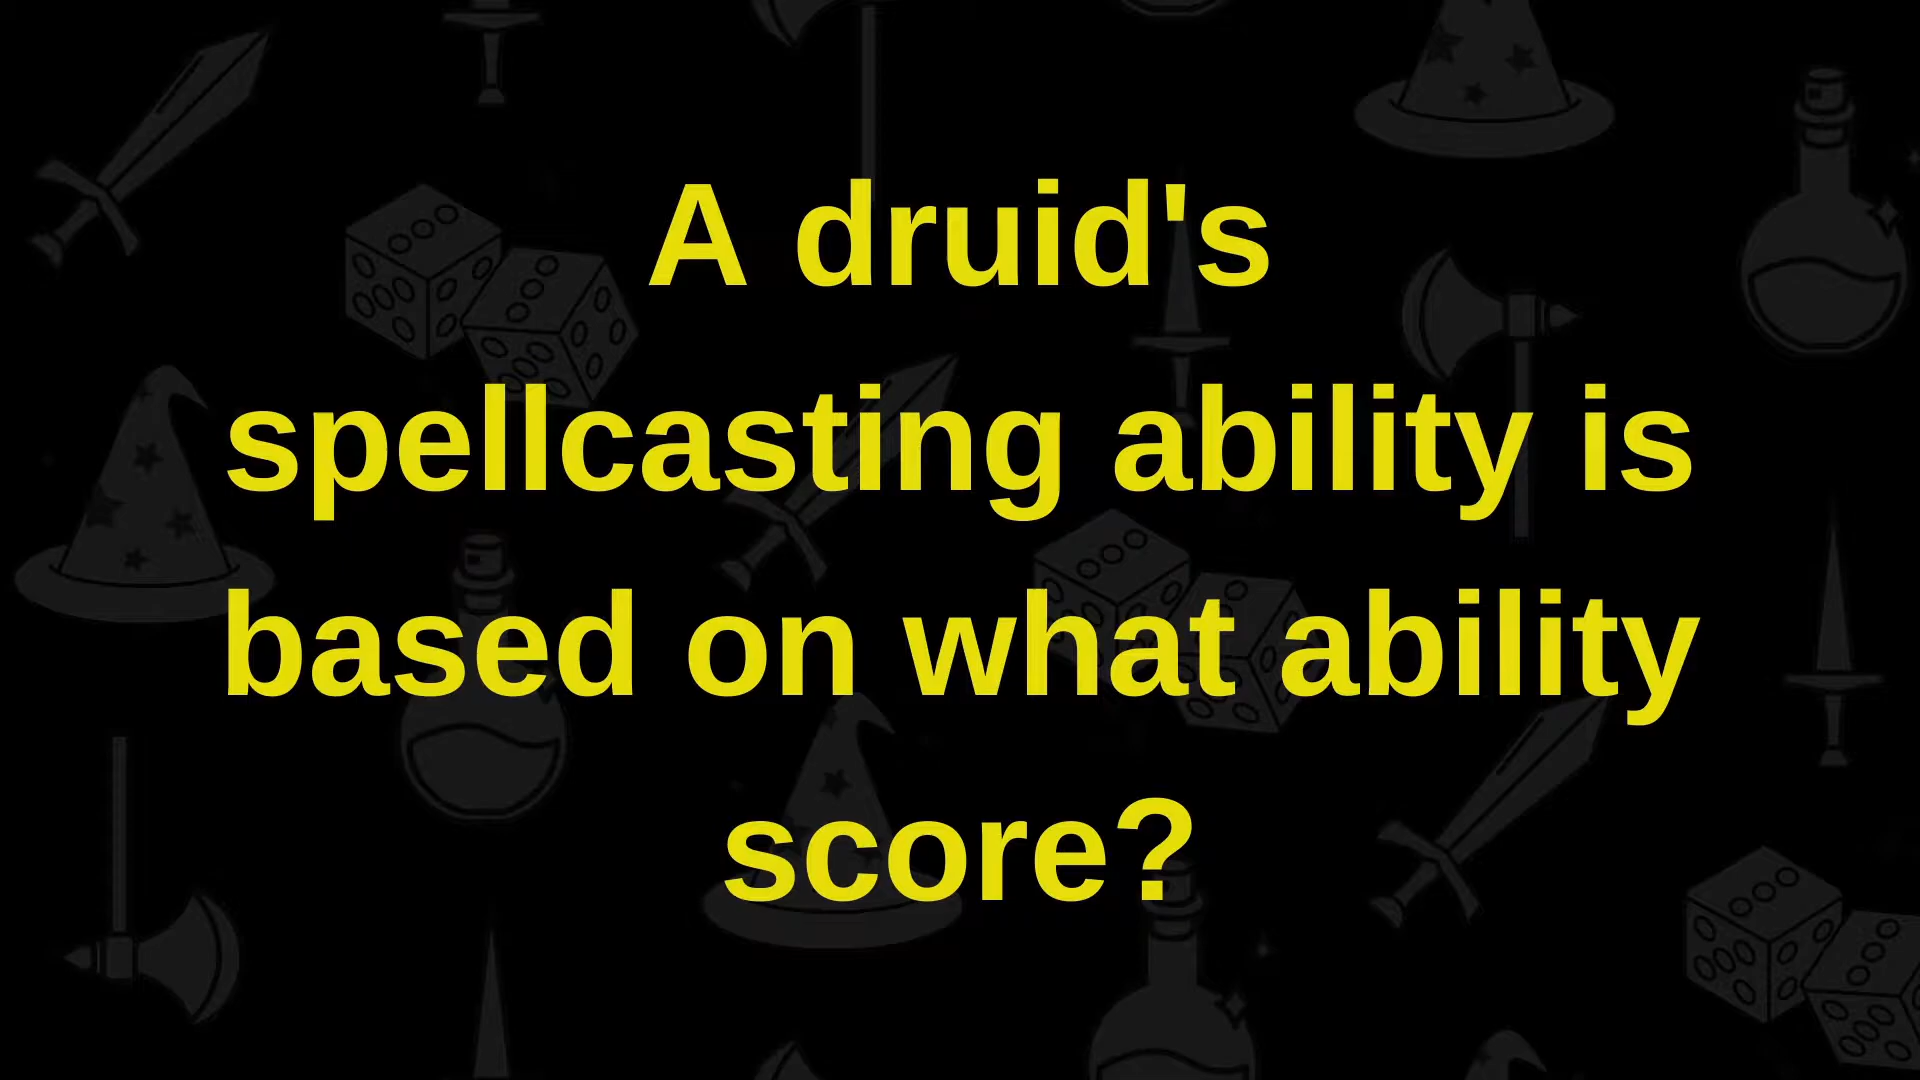 A druid's
spellcasting ability is
based on what ability
score?